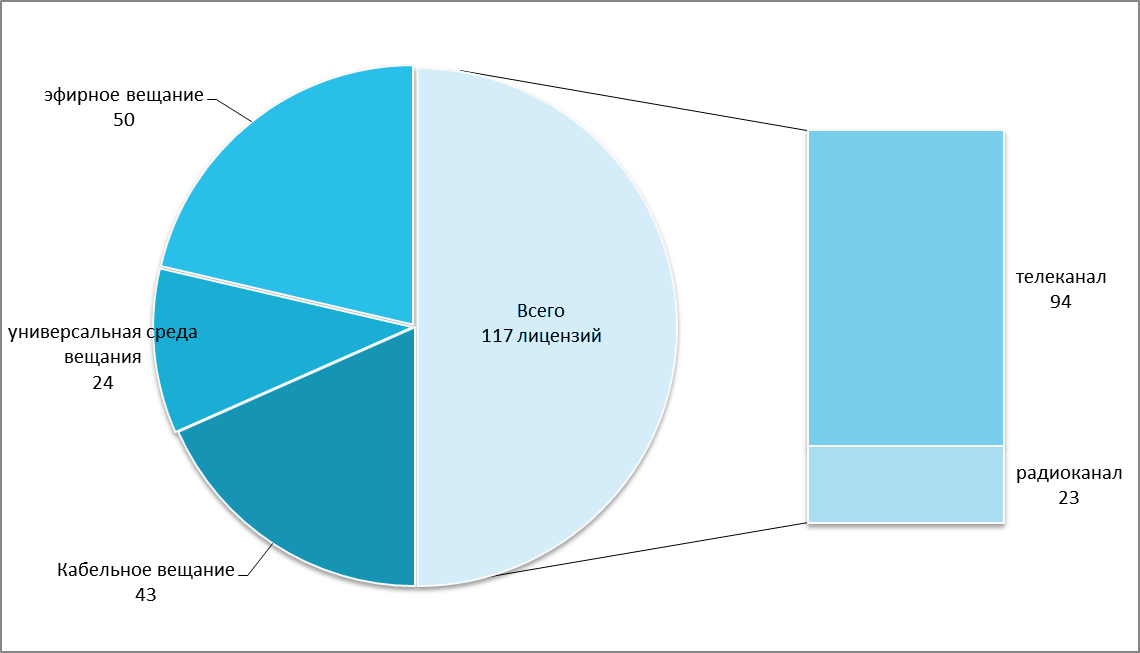 эфирное вещание
50
универсальная среда
вещания
24
Кабельное вещание
43
Всего
117 лицензий
телеканал
94
радиоканал
23